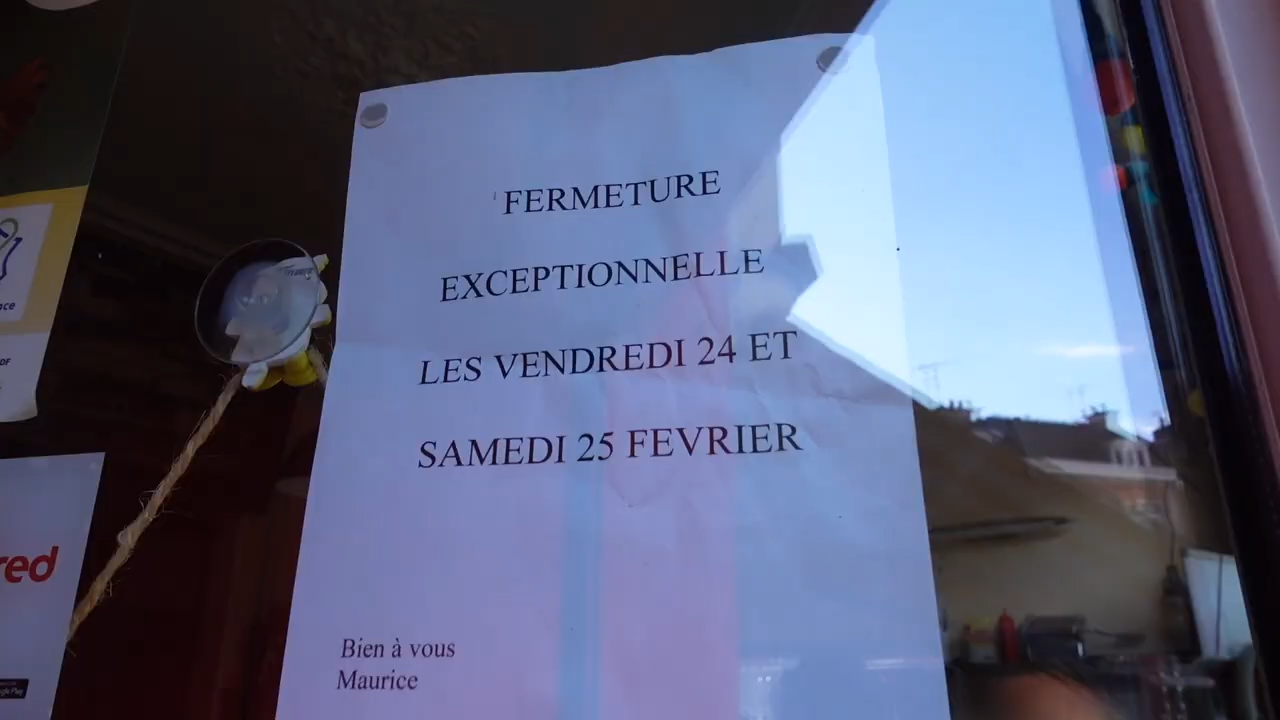 FERMETURE
EXCEPTIONNELLE
LES VENDREDI 24 ET
SAMEDI 25 FEVRIER
Bien à vous
Maurice
red